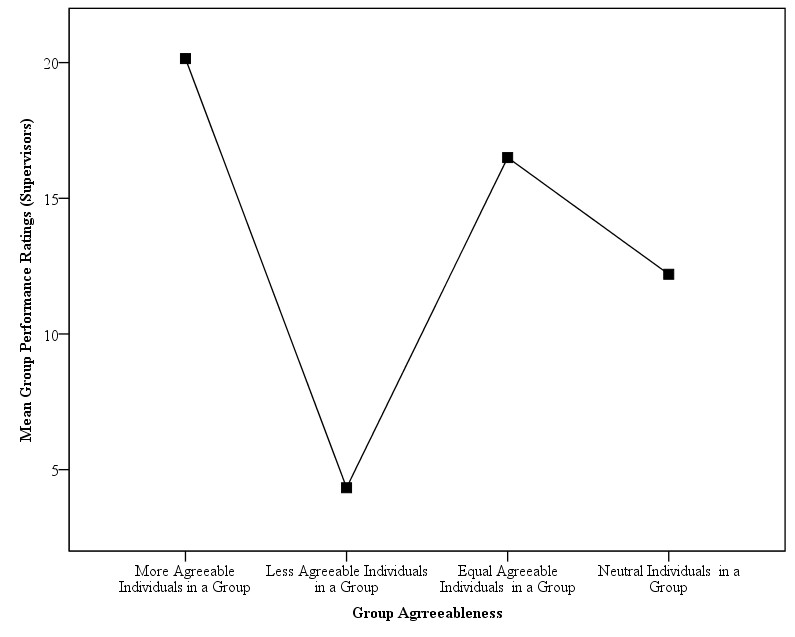 Mean Group Performance Ratings (Supervisors)
20
15
10
5
More Agreeable
Individuals in a Group
Less Agreeable Individuals
in a Group
Equal Agreeable
Individuals in a Group
Neutral Individuals in a
Group
Group Agrreeableness